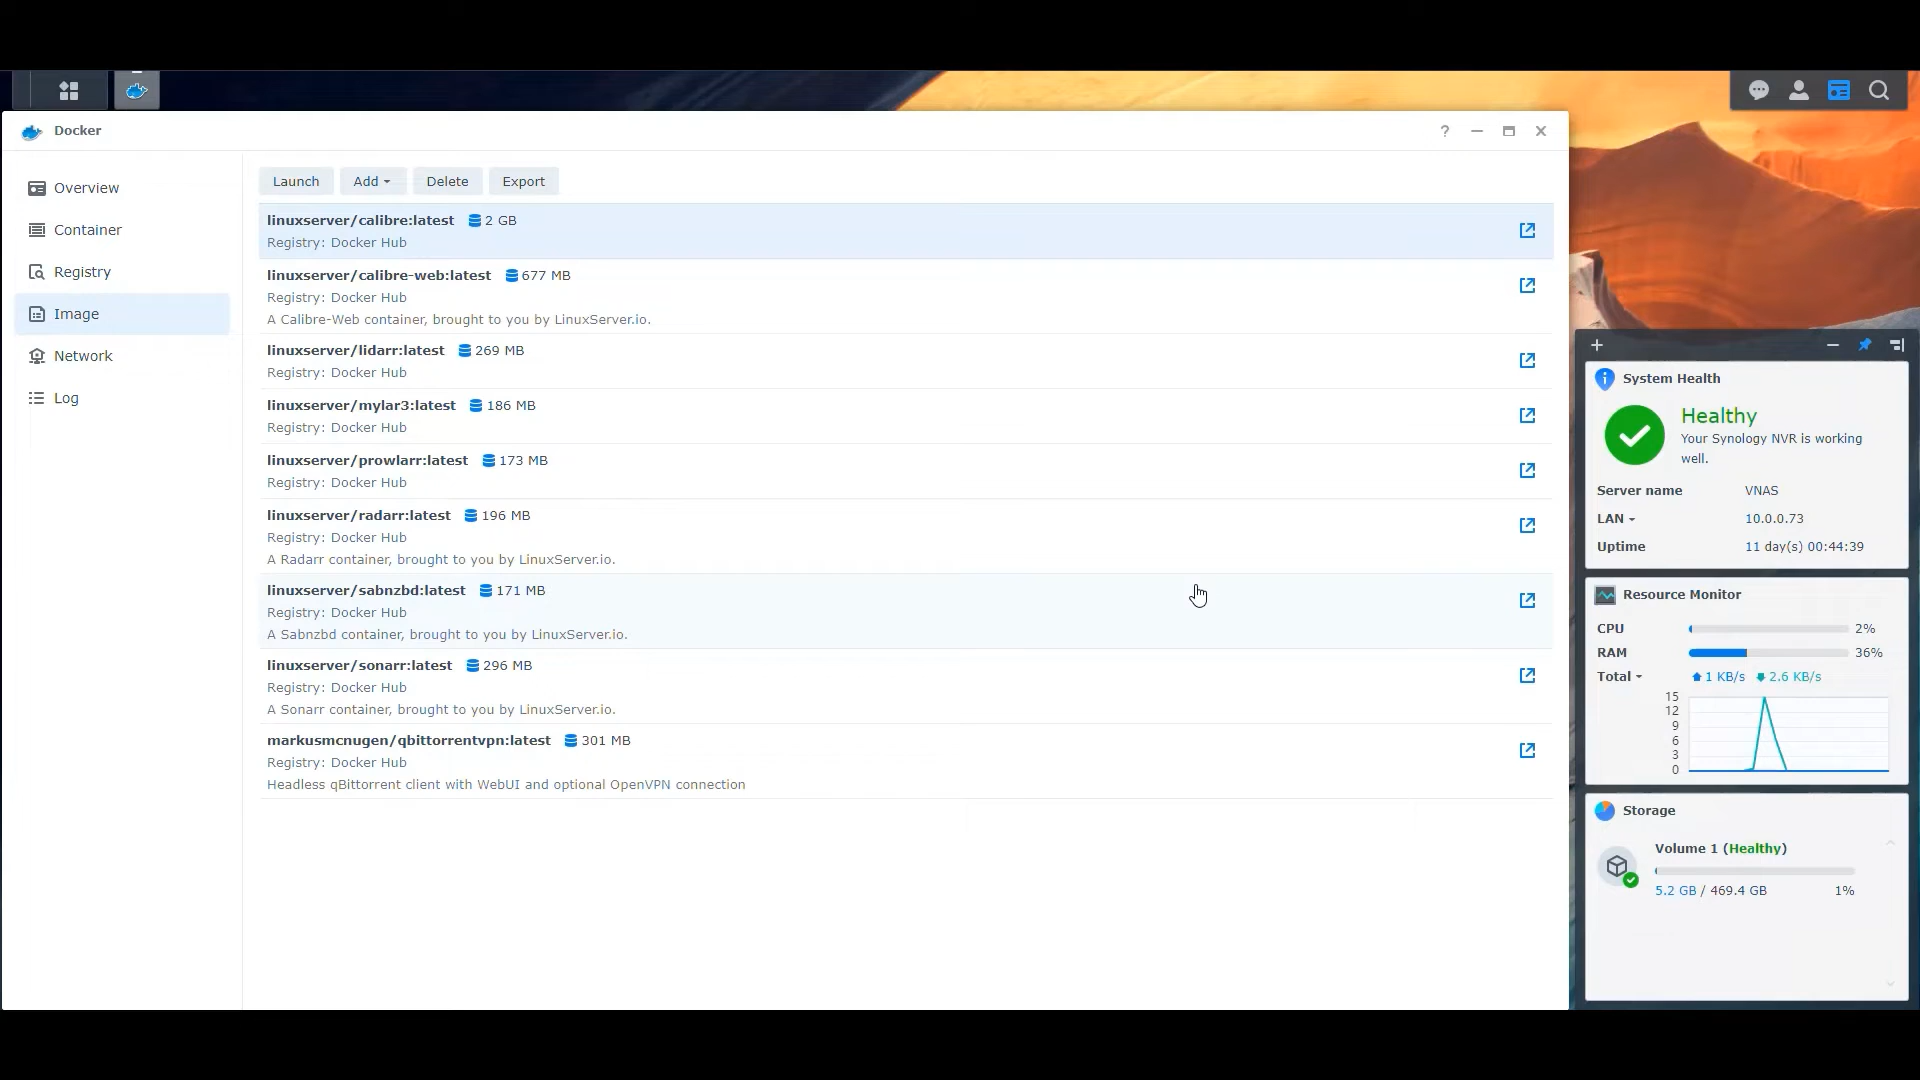 Docker
?
Overview
Container
Registry
Image
Network
Log
Launch
Add
Delete
Export
linuxserver/calibre:latest 2 GB
Registry: Docker Hub
linuxserver/calibre-web:latest 677 MB
Registry: Docker Hub
A Calibre-Web container, brought to you by LinuxServer.io.
linuxserver/lidarr:latest 269 MB
Registry: Docker Hub
linuxserver/mylar3:latest 186 MB
Registry: Docker Hub
linuxserver/prowlarr:latest 173 MB
Registry: Docker Hub
linuxserver/radarr:latest 196 MB
Registry: Docker Hub
A Radarr container, brought to you by LinuxServer.io.
linuxserver/sabnzbd:latest 171 MB
Registry: Docker Hub
A Sabnzbd container, brought to you by LinuxServer.io.
linuxserver/sonarr:latest 296 MB
Registry: Docker Hub
A Sonarr container, brought to you by LinuxServer.io.
markusmcnugen/qbittorrentvpn:latest 301 MB
Registry: Docker Hub
Headless qBittorrent client with WebUI and optional OpenVPN connection
System Health
Healthy
Your Synology NVR is working
well.
Server name VNAS
LAN 10.0.0.73
Uptime 11 day(s) 00:44:39
Resource Monitor
CPU 2%
RAM 36%
Total 1 KB/s 2.6 KB/s
15
12
9
6
3
0
Storage
Volume 1 (Healthy)
5.2 GB / 469.4 GB 1%